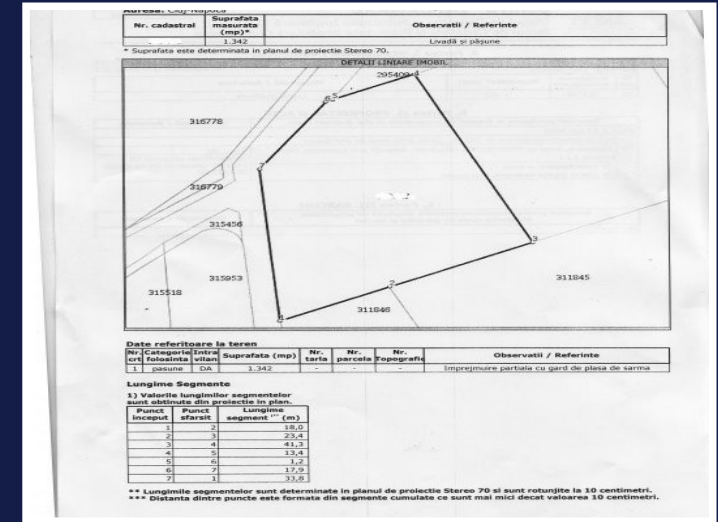 Adresa: Cluj-Napoca
Nr. cadastral Suprafata masurata (mp)* Observatii / Referinte
1.342 Livadă și pășune
* Suprafata este determinata in planul de proiectie Stereo 70.
DETALII LINIARE IMOBIL
295409 4
6 5
316778
7
316779
315456
3
315953
311845
2
315518
311846
Date referitoare la teren
Nr. crt Categorie folosinta Intra vilan Suprafata (mp) Nr. tarla Nr. parcela Nr. Topografic Observatii / Referinte
1 pasune DA 1.342 - - - Imprejmuire partiala cu gard de plasa de sarma
Lungime Segmente
1) Valorile lungimilor segmentelor
sunt obtinute din proiectie in plan.
Punct inceput Punct sfarsit Lungime segment *** (m)
1 2 18,0
2 3 23,4
3 4 41,3
4 5 13,4
5 6 1,2
6 7 17,9
7 1 33,8
** Lungimile segmentelor sunt determinate in planul de proiectie Stereo 70 si sunt rotunjite la 10 centimetri.
*** Distanta dintre puncte este formata din segmente cumulate ce sunt mai mici decat valoarea 10 centimetri.